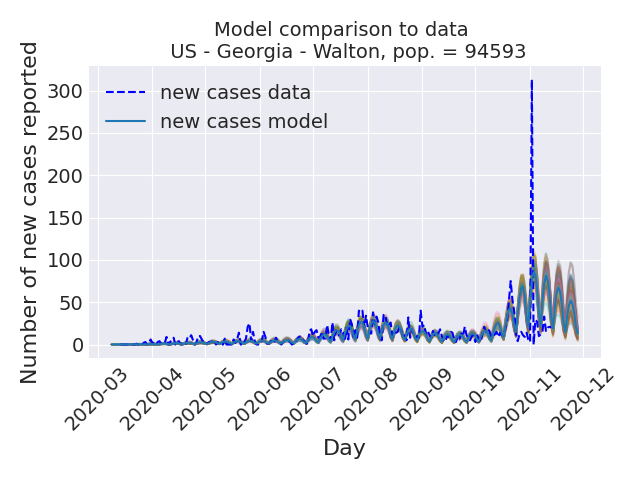 Model comparison to data
US - Georgia - Walton, pop. = 94593
Number of new cases reported
300
250
200
150
100
50
0
new cases data
new cases model
2020-03
2020-04
2020-05
2020-06
2020-07
2020-08
2020-09
2020-10
2020-11
2020-12
Day